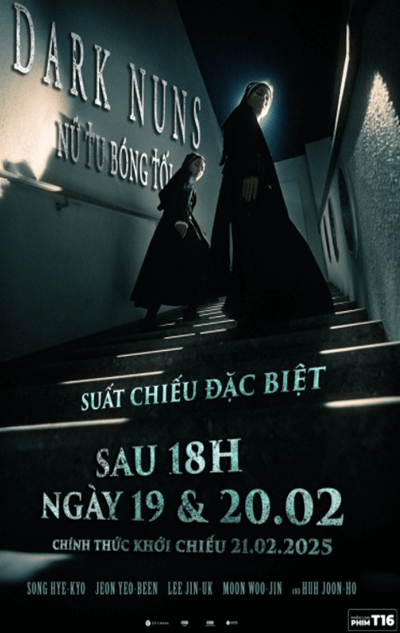 DARK NUNS
NỮ TU BÓNG TỐI
SUẤT CHIẾU ĐẶC BIỆT
SAU 18H
NGÀY 19 & 20.02
CHÍNH THỨC KHỞI CHIẾU 21.02.2025
SONG HYE-KYO JEON YEO-BEEN LEE JIN-UK MOON WOO-JIN AND HUH JOON-HO
PHIM T16